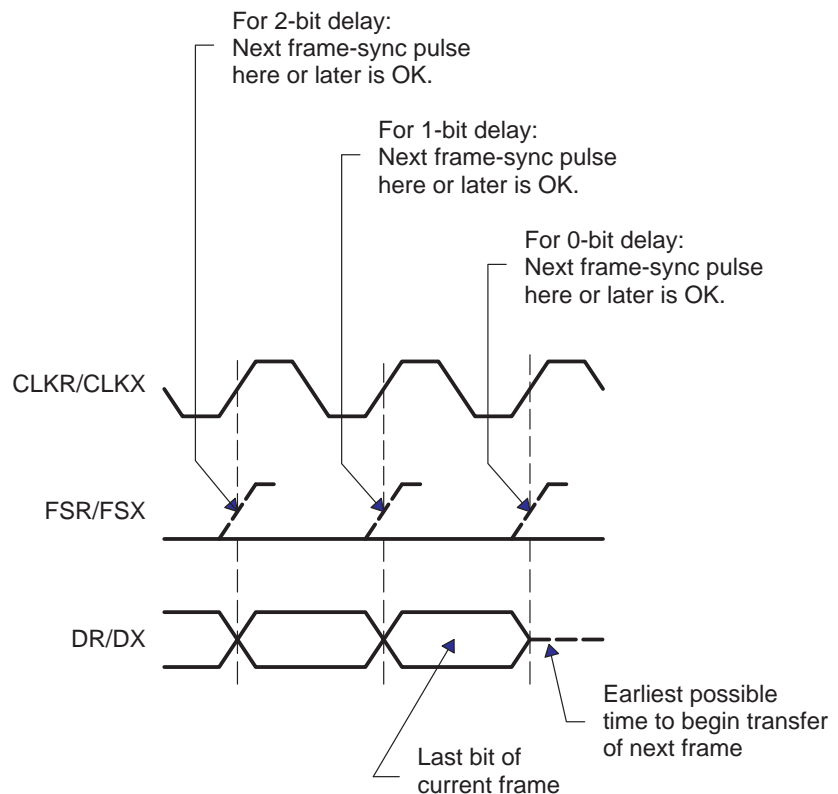 For 2-bit delay:
Next frame-sync pulse
here or later is OK.
For 1-bit delay:
Next frame-sync pulse
here or later is OK.
For 0-bit delay:
Next frame-sync pulse
here or later is OK.
CLKR/CLKX
FSR/FSX
DR/DX
Earliest possible
time to begin transfer
of next frame
Last bit of
current frame